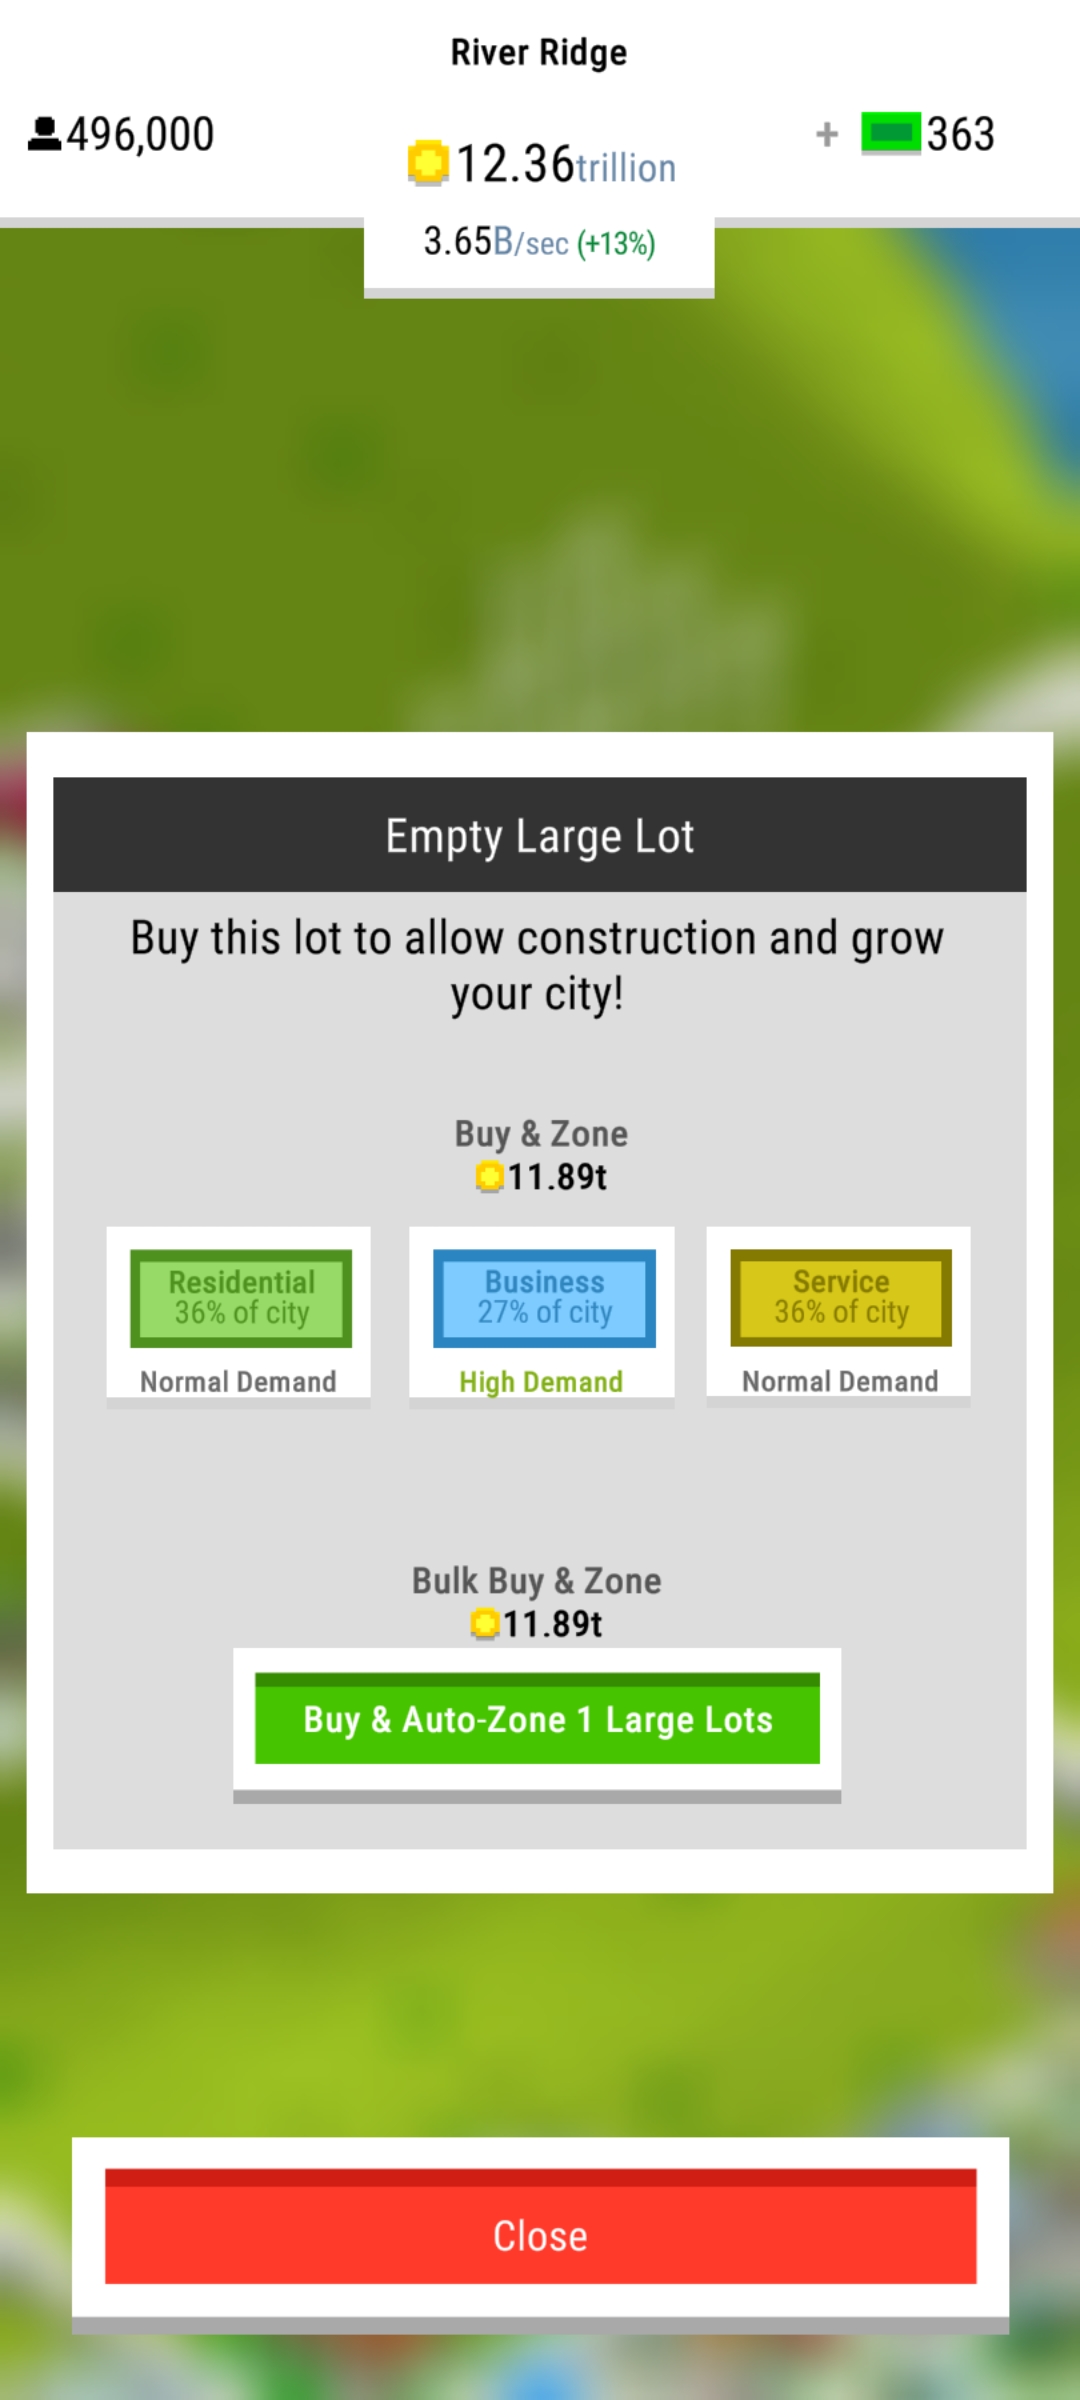 River Ridge
496,000
12.36trillion
+ 363
3.65B/sec (+13%)
Empty Large Lot
Buy this lot to allow construction and grow
your city!
Buy & Zone
11.89t
Residential
36% of city
Normal Demand
Business
27% of city
High Demand
Service
36% of city
Normal Demand
Bulk Buy & Zone
11.89t
Buy & Auto-Zone 1 Large Lots
Close